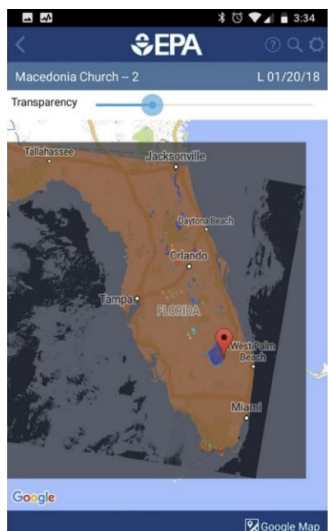 3:34
EPA
Macedonia Church -- 2
L 01/20/18
Transparency
Tallahassee
Jacksonville
Daytona Beach
Orlando
Tampa
FLORIDA
West Palm
Beach
Miami
Google
Google Map